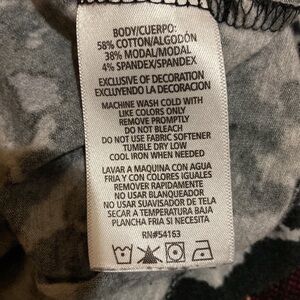 BODY/CUERPO:
58% COTTON/ALGODÓN
38% MODAL/MODAL
4% SPANDEX/SPANDEX
EXCLUSIVE OF DECORATION
EXCLUYENDO LA DECORACION
MACHINE WASH COLD WITH
LIKE COLORS ONLY
REMOVE PROMPTLY
DO NOT BLEACH
DO NOT USE FABRIC SOFTENER
TUMBLE DRY LOW
COOL IRON WHEN NEEDED
LAVAR A MAQUINA CON AGUA
FRIA Y CON COLORES IGUALES
REMOVER RAPIDAMENTE
NO USAR BLANQUEADOR
NO USAR SUAVISADOR DE TELA
SECAR A TEMPERATURA BAJA
PLANCHA FRIA SI NECESITA
RN#54163